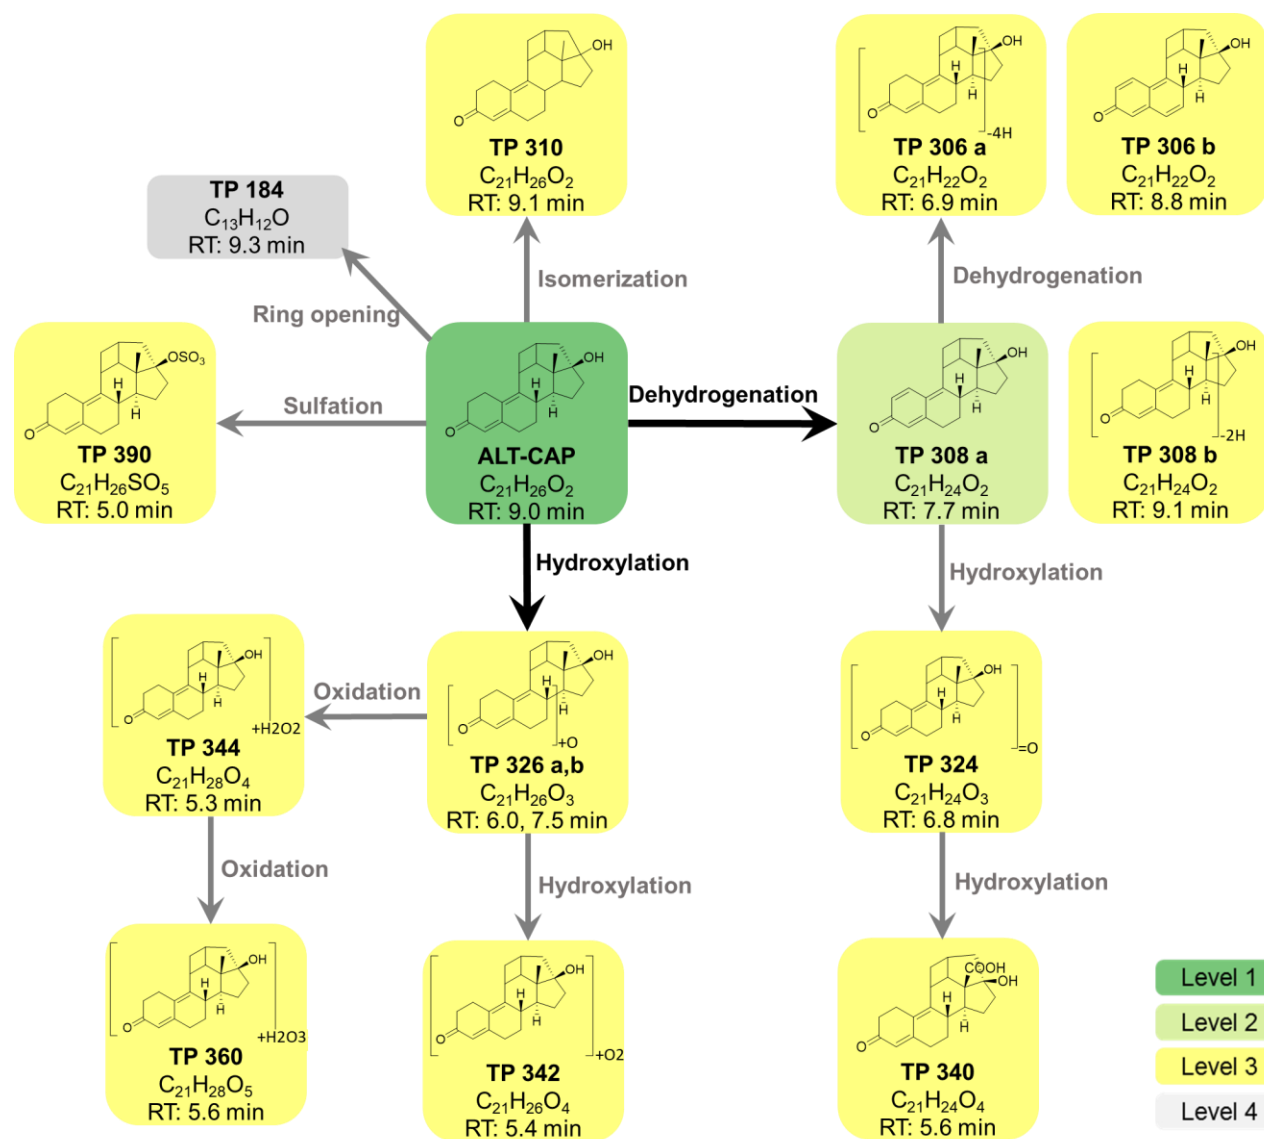 OH
O
TP 310
C21H26O2
RT: 9.1 min
OH
H
H
O
-4H
TP 306 a
C21H22O2
RT: 6.9 min
OH
H
H
O
TP 306 b
C21H22O2
RT: 8.8 min
TP 184
C13H12O
RT: 9.3 min
Isomerization
Dehydrogenation
Ring opening
OSO3
H
H
O
TP 390
C21H26SO5
RT: 5.0 min
Sulfation
OH
H
H
O
ALT-CAP
C21H26O2
RT: 9.0 min
Dehydrogenation
OH
H
H
O
TP 308 a
C21H24O2
RT: 7.7 min
OH
H
H
O
-2H
TP 308 b
C21H24O2
RT: 9.1 min
Hydroxylation
Hydroxylation
OH
H
H
O
+H2O2
TP 344
C21H28O4
RT: 5.3 min
Oxidation
OH
H
H
O
+O
TP 326 a,b
C21H26O3
RT: 6.0, 7.5 min
OH
H
H
O
=O
TP 324
C21H24O3
RT: 6.8 min
Oxidation
Hydroxylation
Hydroxylation
OH
H
H
O
+H2O3
TP 360
C21H28O5
RT: 5.6 min
OH
H
H
O
+O2
TP 342
C21H26O4
RT: 5.4 min
COOH
OH
H
H
O
TP 340
C21H24O4
RT: 5.6 min
Level 1
Level 2
Level 3
Level 4